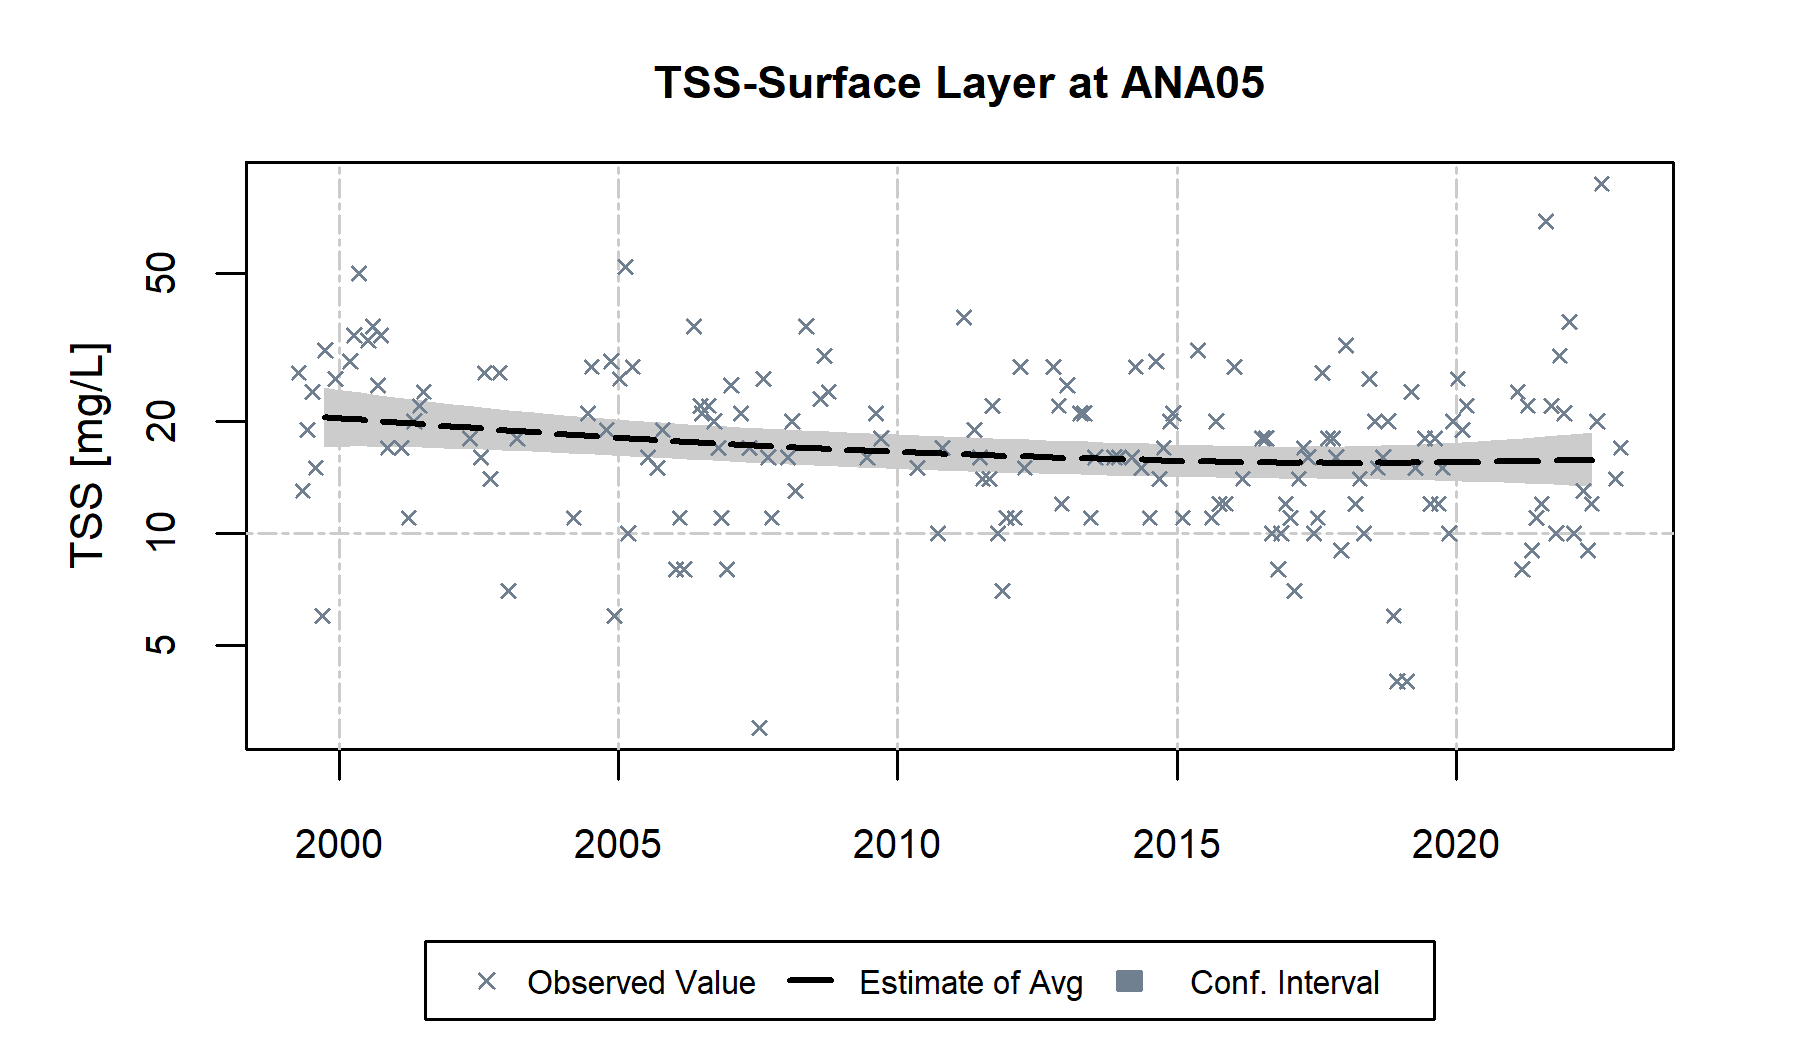 TSS-Surface Layer at ANA05
TSS [mg/L]
50
20
10
5
2000 2005 2010 2015 2020
Observed Value Estimate of Avg Conf. Interval